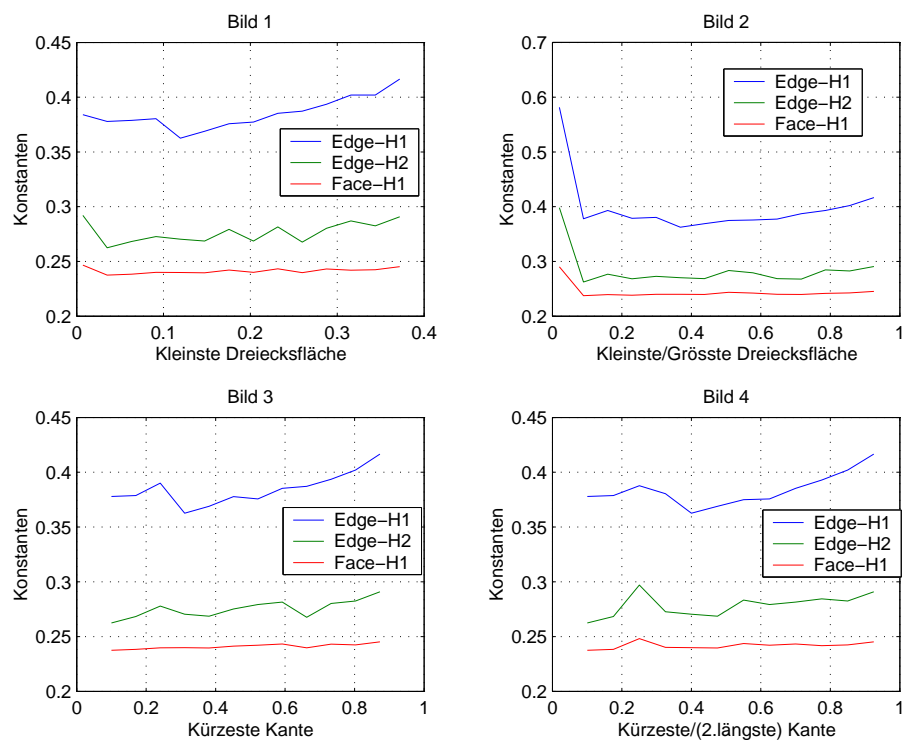 Bild 1
0.45
0.4
0.35
0.3
0.25
0.2
Konstanten
Edge−H1
Edge−H2
Face−H1
0
0.1
0.2
0.3
0.4
Kleinste Dreiecksfläche
Bild 2
0.7
0.6
0.5
0.4
0.3
0.2
Konstanten
Edge−H1
Edge−H2
Face−H1
0
0.2
0.4
0.6
0.8
1
Kleinste/Grösste Dreiecksfläche
Bild 3
0.45
0.4
0.35
0.3
0.25
0.2
Konstanten
Edge−H1
Edge−H2
Face−H1
0
0.2
0.4
0.6
0.8
1
Kürzeste Kante
Bild 4
0.45
0.4
0.35
0.3
0.25
0.2
Konstanten
Edge−H1
Edge−H2
Face−H1
0
0.2
0.4
0.6
0.8
1
Kürzeste/(2.längste) Kante